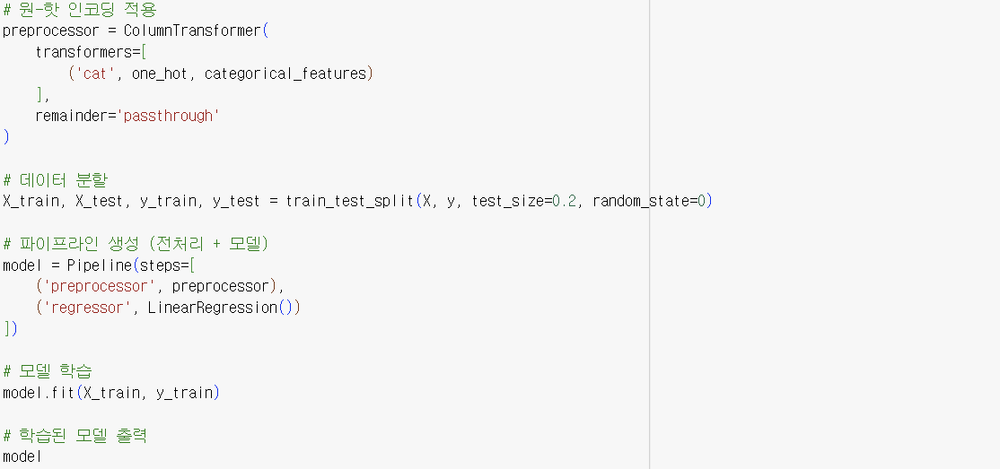 # 원-핫 인코딩 적용
preprocessor = ColumnTransformer(
    transformers=[
        ('cat', one_hot, categorical_features)
    ],
    remainder='passthrough'
)
# 데이터 분할
X_train, X_test, y_train, y_test = train_test_split(X, y, test_size=0.2, random_state=0)
# 파이프라인 생성 (전처리 + 모델)
model = Pipeline(steps=[
    ('preprocessor', preprocessor),
    ('regressor', LinearRegression())
])
# 모델 학습
model.fit(X_train, y_train)
# 학습된 모델 출력
model